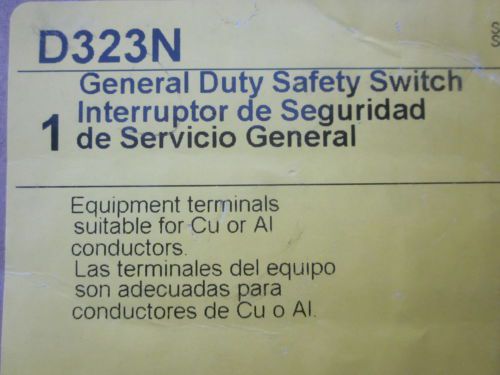 D323N
General Duty Safety Switch
1 Interruptor de Seguridad
de Servicio General
Equipment terminals
suitable for Cu or Al
conductors.
Las terminales del equipo
son adecuadas para
conductores de Cu o Al.